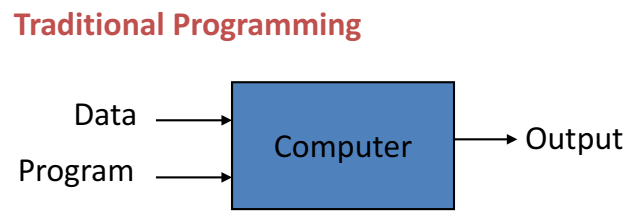 Traditional Programming
Data
Program
Computer
Output